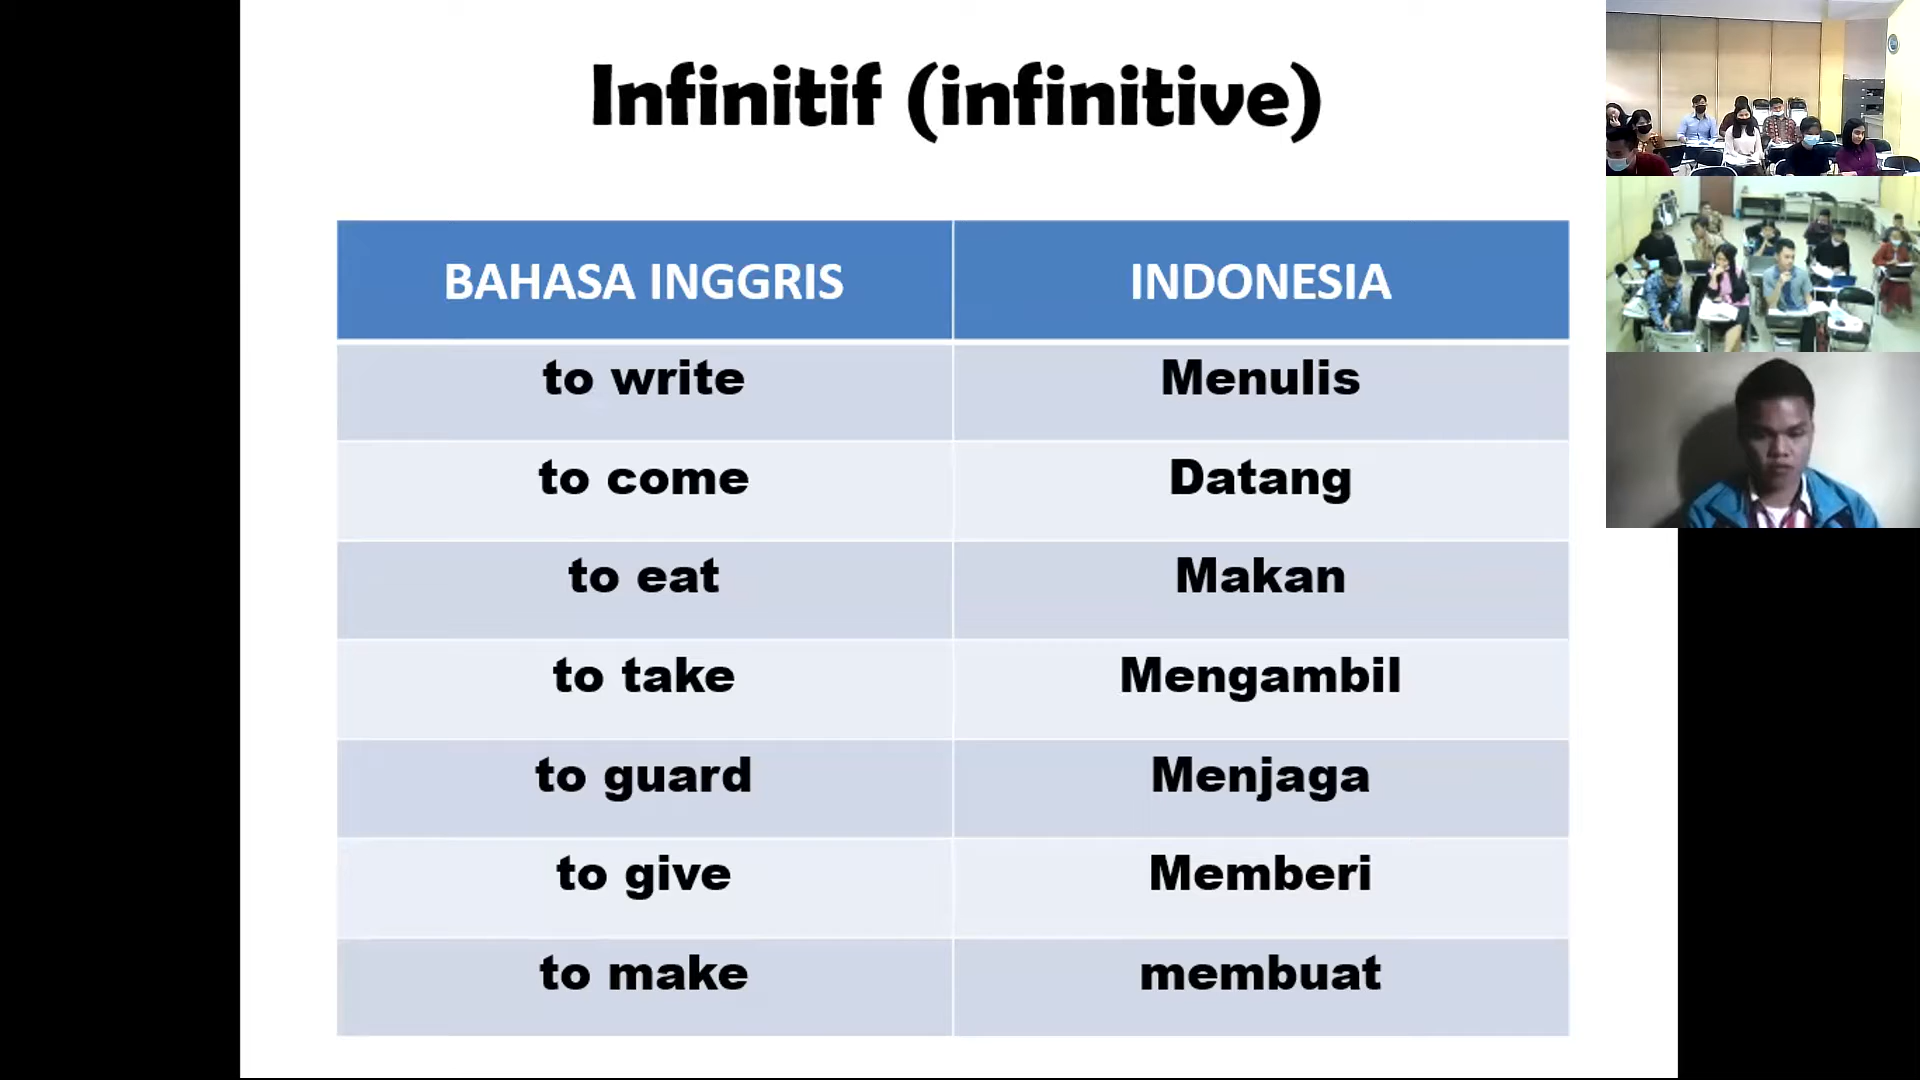 Infinitif (infinitive)
BAHASA INGGRIS INDONESIA
to write Menulis
to come Datang
to eat Makan
to take Mengambil
to guard Menjaga
to give Memberi
to make membuat